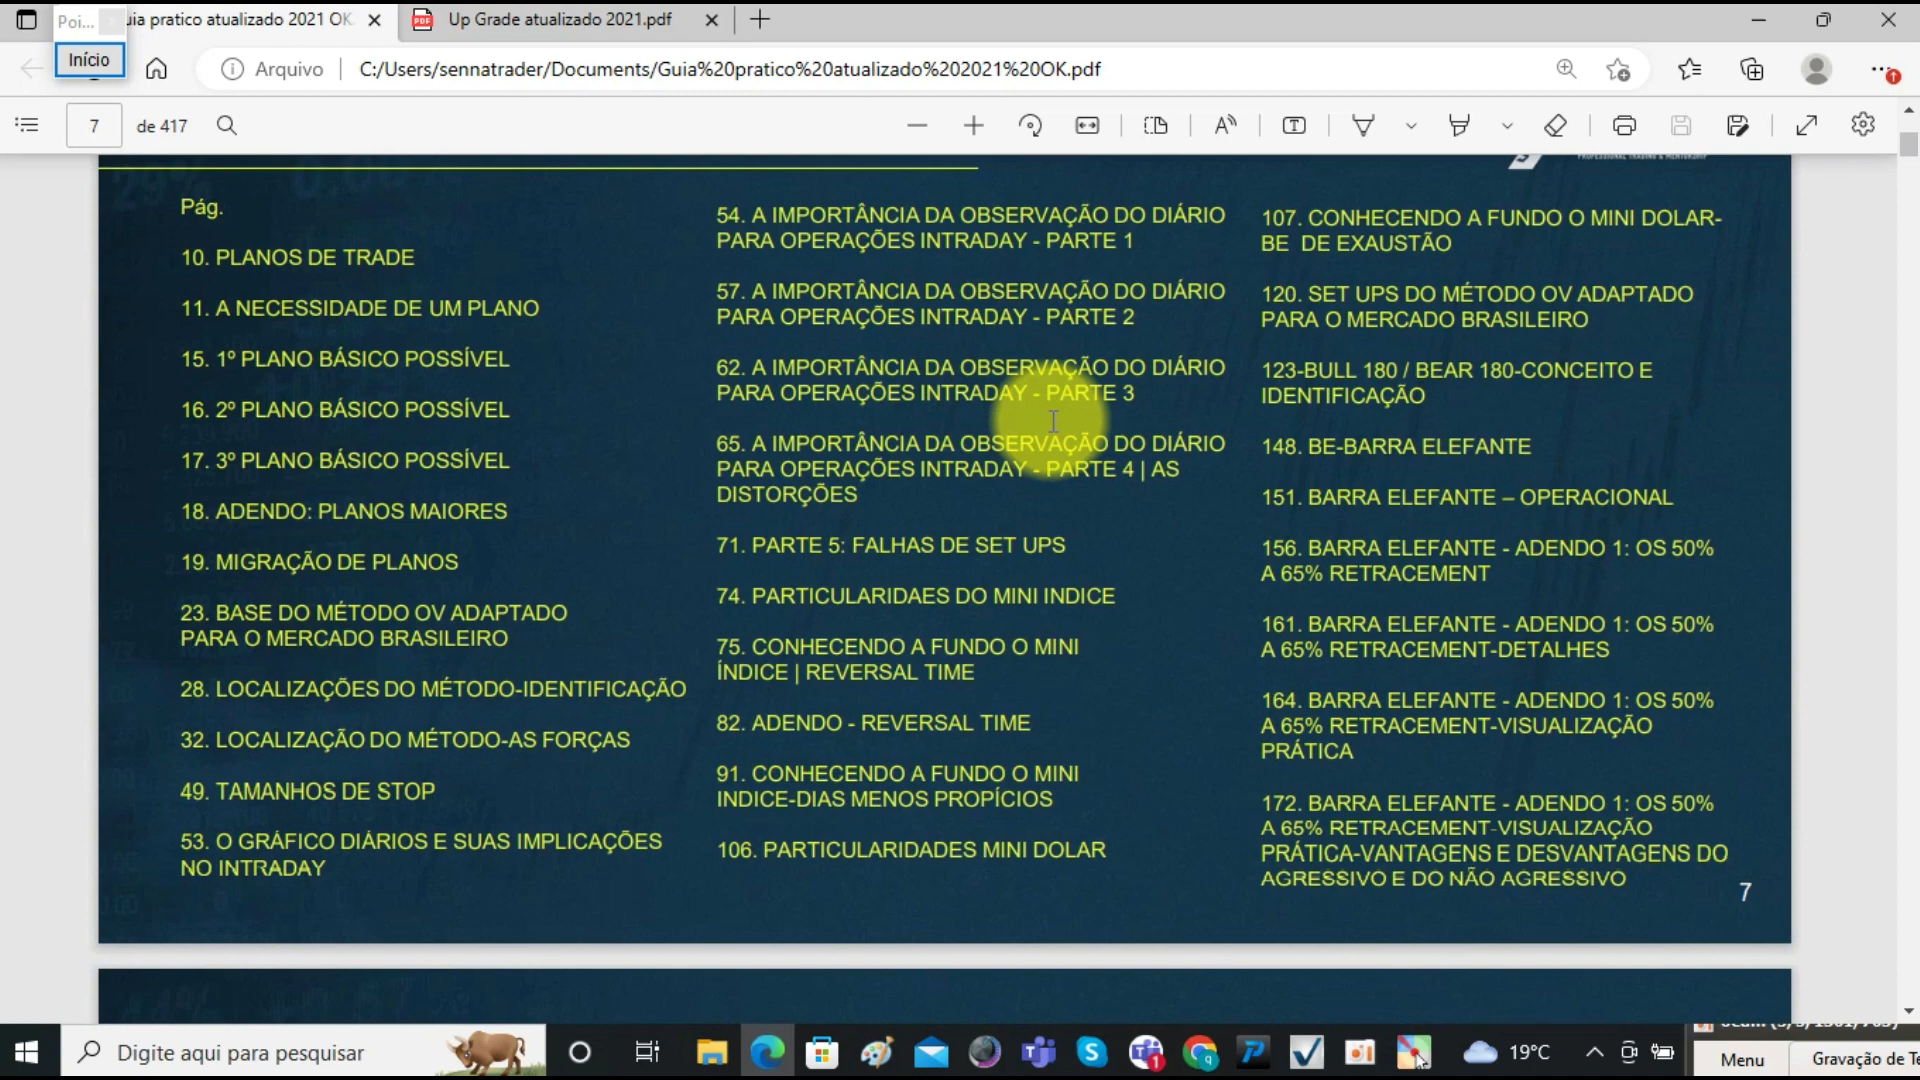 Poi...
uia pratico atualizado 2021 OK
Up Grade atualizado 2021.pdf
Início
Arquivo
C:/Users/sennatrader/Documents/Guia%20pratico%20atualizado%202021%20OK.pdf
7
de 417
Pág.
10. PLANOS DE TRADE
11. A NECESSIDADE DE UM PLANO
15. 1º PLANO BÁSICO POSSÍVEL
16. 2º PLANO BÁSICO POSSÍVEL
17. 3º PLANO BÁSICO POSSÍVEL
18. ADENDO: PLANOS MAIORES
19. MIGRAÇÃO DE PLANOS
23. BASE DO MÉTODO OV ADAPTADO
PARA O MERCADO BRASILEIRO
28. LOCALIZAÇÕES DO MÉTODO-IDENTIFICAÇÃO
32. LOCALIZAÇÃO DO MÉTODO-AS FORÇAS
49. TAMANHOS DE STOP
53. O GRÁFICO DIÁRIOS E SUAS IMPLICAÇÕES
NO INTRADAY
54. A IMPORTÂNCIA DA OBSERVAÇÃO DO DIÁRIO
PARA OPERAÇÕES INTRADAY - PARTE 1
57. A IMPORTÂNCIA DA OBSERVAÇÃO DO DIÁRIO
PARA OPERAÇÕES INTRADAY - PARTE 2
62. A IMPORTÂNCIA DA OBSERVAÇÃO DO DIÁRIO
PARA OPERAÇÕES INTRADAY - PARTE 3
65. A IMPORTÂNCIA DA OBSERVAÇÃO DO DIÁRIO
PARA OPERAÇÕES INTRADAY - PARTE 4 | AS
DISTORÇÕES
71. PARTE 5: FALHAS DE SET UPS
74. PARTICULARIDAES DO MINI INDICE
75. CONHECENDO A FUNDO O MINI
ÍNDICE | REVERSAL TIME
82. ADENDO - REVERSAL TIME
91. CONHECENDO A FUNDO O MINI
INDICE-DIAS MENOS PROPÍCIOS
106. PARTICULARIDADES MINI DOLAR
107. CONHECENDO A FUNDO O MINI DOLAR-
BE DE EXAUSTÃO
120. SET UPS DO MÉTODO OV ADAPTADO
PARA O MERCADO BRASILEIRO
123-BULL 180 / BEAR 180-CONCEITO E
IDENTIFICAÇÃO
148. BE-BARRA ELEFANTE
151. BARRA ELEFANTE – OPERACIONAL
156. BARRA ELEFANTE - ADENDO 1: OS 50%
A 65% RETRACEMENT
161. BARRA ELEFANTE - ADENDO 1: OS 50%
A 65% RETRACEMENT-DETALHES
164. BARRA ELEFANTE - ADENDO 1: OS 50%
A 65% RETRACEMENT-VISUALIZAÇÃO
PRÁTICA
172. BARRA ELEFANTE - ADENDO 1: OS 50%
A 65% RETRACEMENT-VISUALIZAÇÃO
PRÁTICA-VANTAGENS E DESVANTAGENS DO
AGRESSIVO E DO NÃO AGRESSIVO
7
Digite aqui para pesquisar
19°C
Menu
Gravação de Te